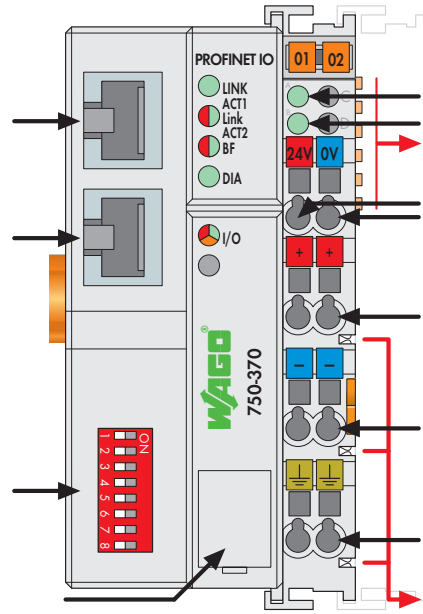 PROFINET IO
LINK
ACT1
Link
ACT2
BF
DIA
I/O
WAGO®
750-370
01 02
A C
D
24V 0V
+ +
− −
ON
1
2
3
4
5
6
7
8